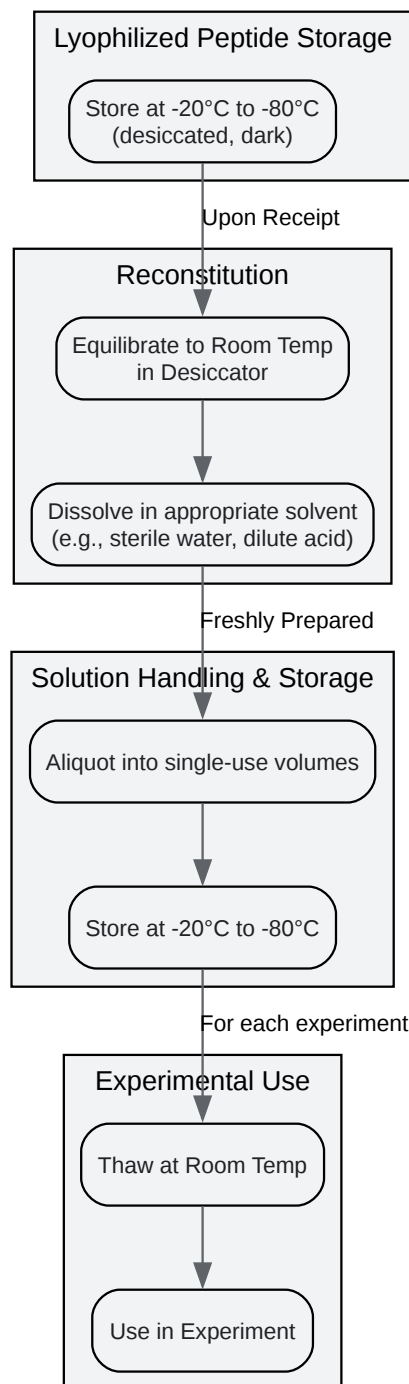 Lyophilized Peptide Storage
Store at -20°C to -80°C
(desiccated, dark)
Upon Receipt
Reconstitution
Equilibrate to Room Temp
in Desiccator
Dissolve in appropriate solvent
(e.g., sterile water, dilute acid)
Freshly Prepared
Solution Handling & Storage
Aliquot into single-use volumes
Store at -20°C to -80°C
For each experiment
Experimental Use
Thaw at Room Temp
Use in Experiment